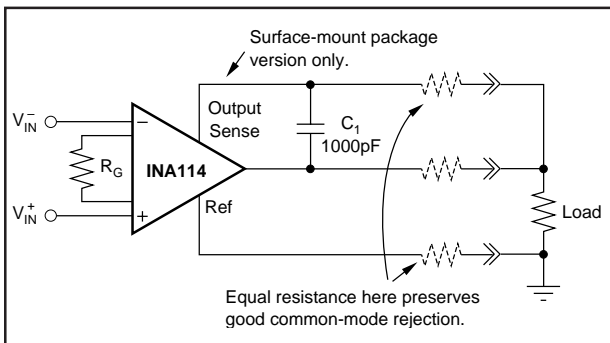 Surface-mount package
version only.
Output
Sense
C1
1000pF
V−IN
−
RG
INA114
V+IN
+
Ref
Load
Equal resistance here preserves
good common-mode rejection.